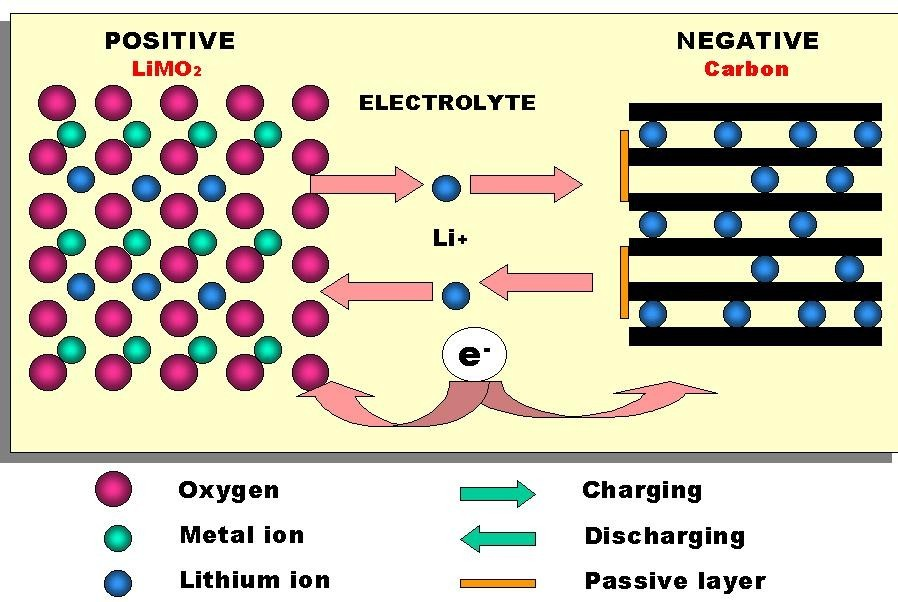 POSITIVE
LiMO₂
NEGATIVE
Carbon
ELECTROLYTE
Li+
e-
Oxygen
Charging
Metal ion
Discharging
Lithium ion
Passive layer